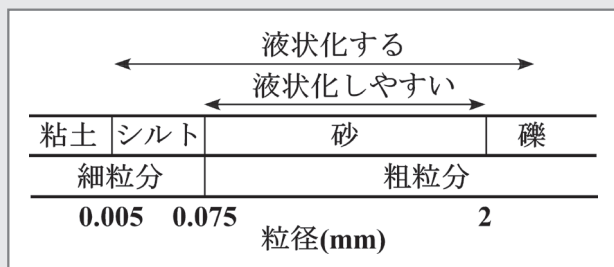 液状化する
液状化しやすい
粘土 シルト 砂 礫
細粒分 粗粒分
0.005 0.075 2
粒径(mm)